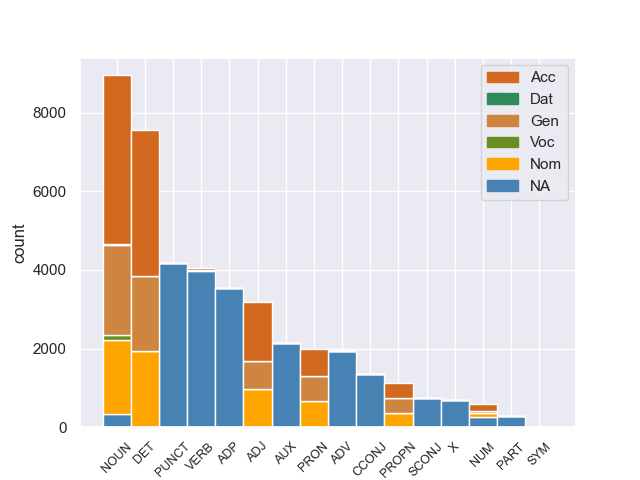 Acc
Dat
Gen
Voc
Nom
NA
count
8000
6000
4000
2000
0
NOUN
DET
PUNCT
VERB
ADP
ADJ
AUX
PRON
ADV
CCONJ
PROPN
SCONJ
X
NUM
PART
SYM